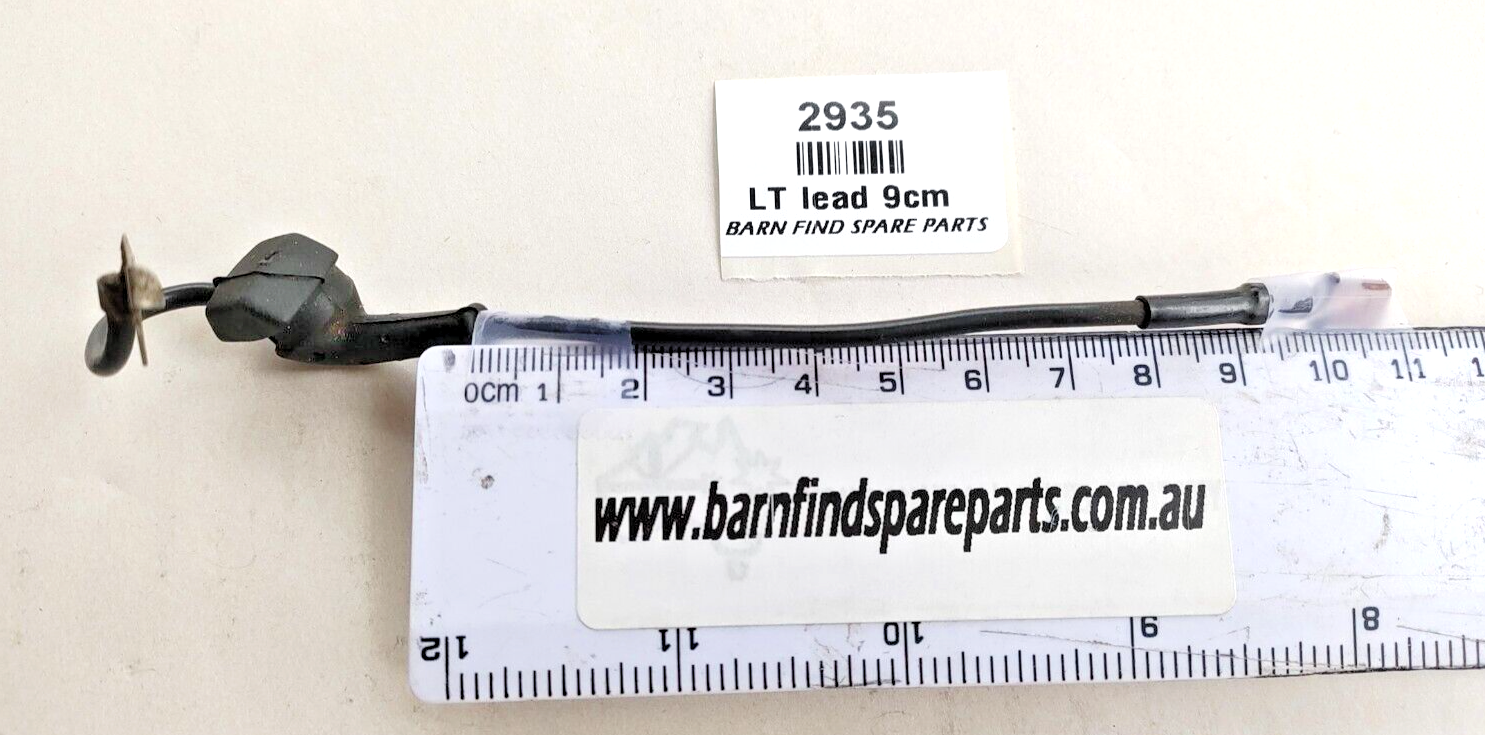 2935
LT lead 9cm
BARN FIND SPARE PARTS
0cm 1 2 3 4 5 6 7 8 9 10 11 1
www.barnfindspareparts.com.au
12 11 10 9 8